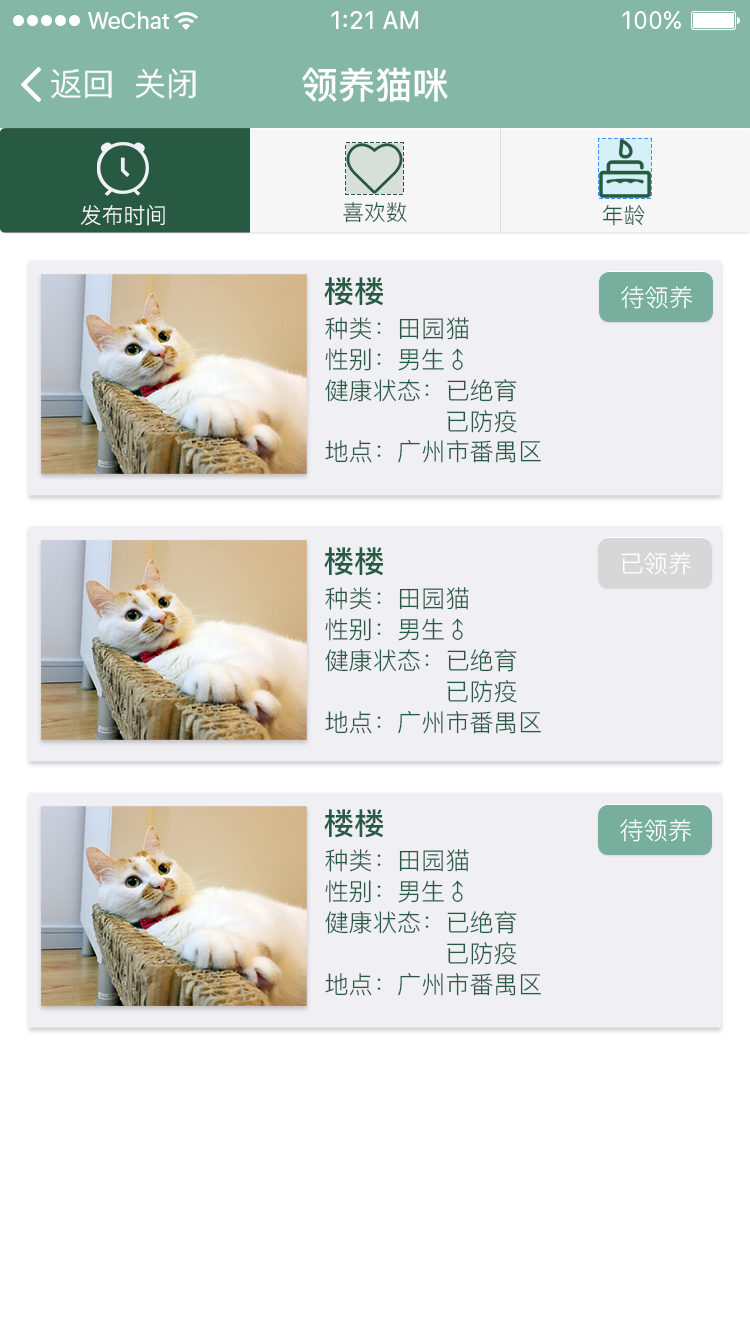 WeChat 1:21 AM 100%
返回 关闭 领养猫咪
发布时间 喜欢数 年龄
楼楼 待领养
种类：田园猫
性别：男生♂
健康状态：已绝育
已防疫
地点：广州市番禺区
楼楼 已领养
种类：田园猫
性别：男生♂
健康状态：已绝育
已防疫
地点：广州市番禺区
楼楼 待领养
种类：田园猫
性别：男生♂
健康状态：已绝育
已防疫
地点：广州市番禺区